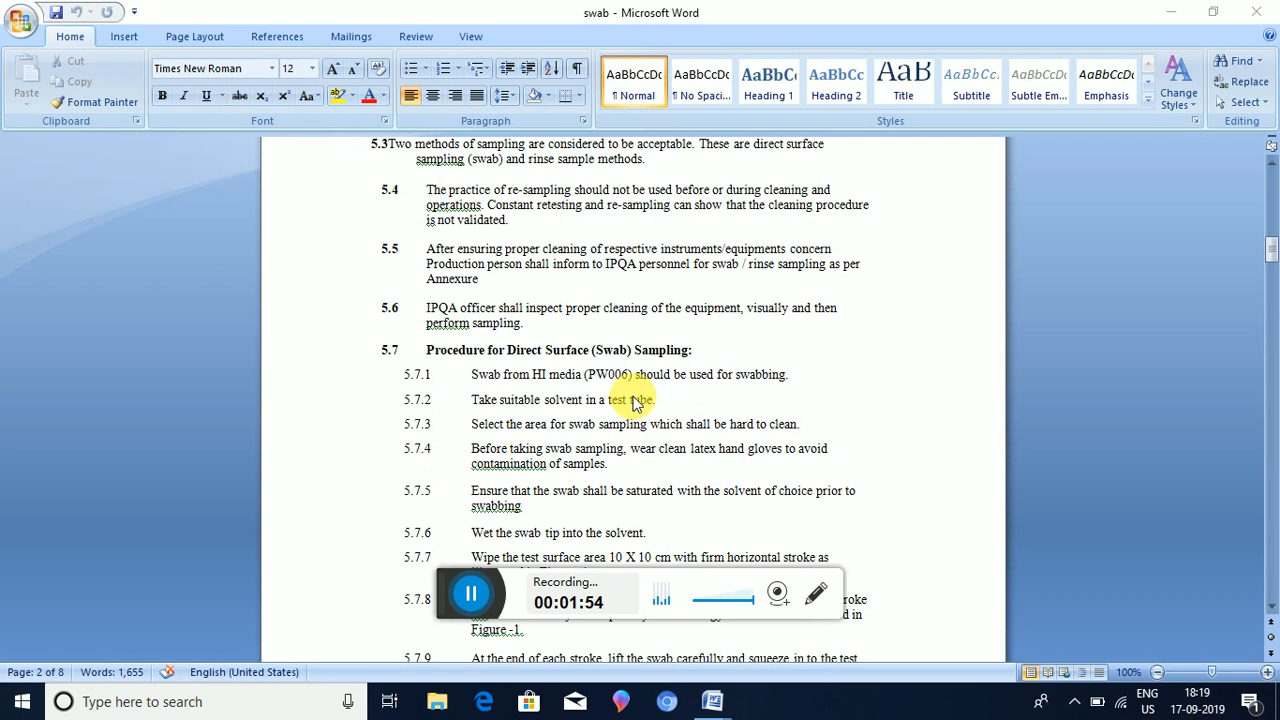 swab - Microsoft Word
Home Insert Page Layout References Mailings Review View
Cut
Copy
Paste
Format Painter
Clipboard
Times New Roman 12
Font
Paragraph
AaBbCcDc AaBbCcDc AaBbCc AaBbCc AaB AaBbCc. AaBbCcDc AaBbCcDc
¶ Normal ¶ No Spaci... Heading 1 Heading 2 Title Subtitle Subtle Em... Emphasis
Change Styles
Styles
Find
Replace
Select
Editing
5.3Two methods of sampling are considered to be acceptable. These are direct surface
sampling (swab) and rinse sample methods.
5.4 The practice of re-sampling should not be used before or during cleaning and
operations. Constant retesting and re-sampling can show that the cleaning procedure
is not validated.
5.5 After ensuring proper cleaning of respective instruments/equipments concern
Production person shall inform to IPQA personnel for swab / rinse sampling as per
Annexure
5.6 IPQA officer shall inspect proper cleaning of the equipment, visually and then
perform sampling.
5.7 Procedure for Direct Surface (Swab) Sampling:
5.7.1 Swab from HI media (PW006) should be used for swabbing.
5.7.2 Take suitable solvent in a test tube.
5.7.3 Select the area for swab sampling which shall be hard to clean.
5.7.4 Before taking swab sampling, wear clean latex hand gloves to avoid
contamination of samples.
5.7.5 Ensure that the swab shall be saturated with the solvent of choice prior to
swabbing
5.7.6 Wet the swab tip into the solvent.
5.7.7 Wipe the test surface area 10 X 10 cm with firm horizontal stroke as
Recording...
00:01:54
5.7.8 stroke
in
Figure -1.
5.7.9 At the end of each stroke, lift the swab carefully and squeeze in to the test
Page: 2 of 8 Words: 1,655 English (United States) 100%
Type here to search
ENG
US
18:19
17-09-2019
1